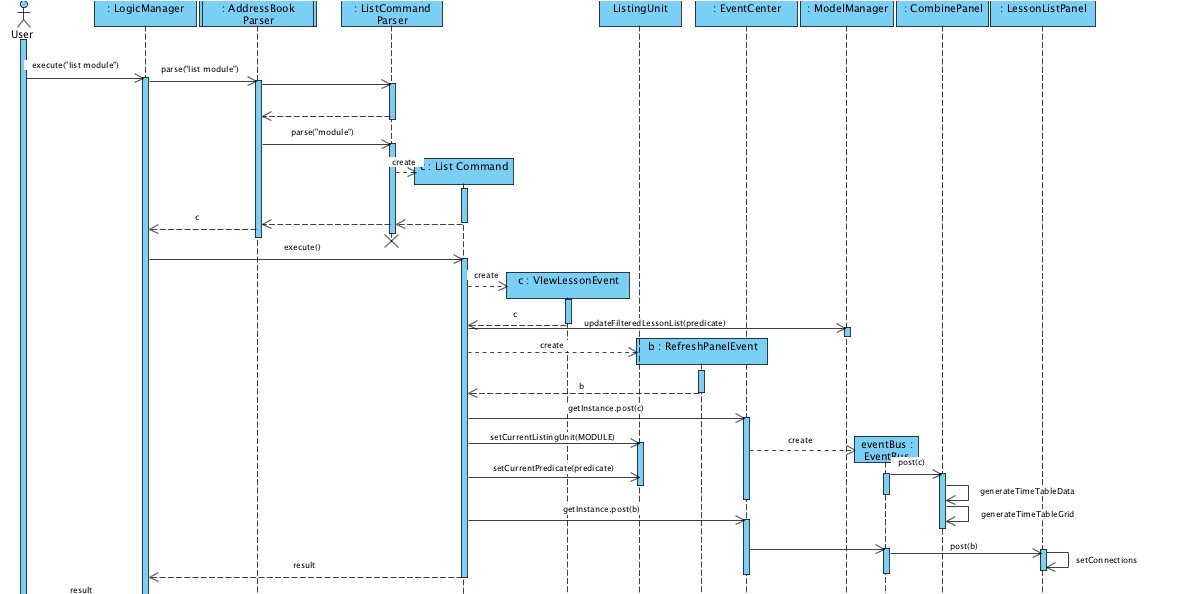 : LogicManager
: AddressBook
Parser
: ListCommand
Parser
ListingUnit
: EventCenter
: ModelManager
: CombinePanel
: LessonListPanel
User
execute("list module")
parse("list module")
parse("module")
create
c : List Command
c
execute()
create
c : VIewLessonEvent
c
updateFilteredLessonList(predicate)
create
b : RefreshPanelEvent
b
getInstance.post(c)
setCurrentListingUnit(MODULE)
create
eventBus :
EventBus
post(c)
setCurrentPredicate(predicate)
generateTimeTableData
generateTimeTableGrid
getInstance.post(b)
post(b)
setConnections
result
result